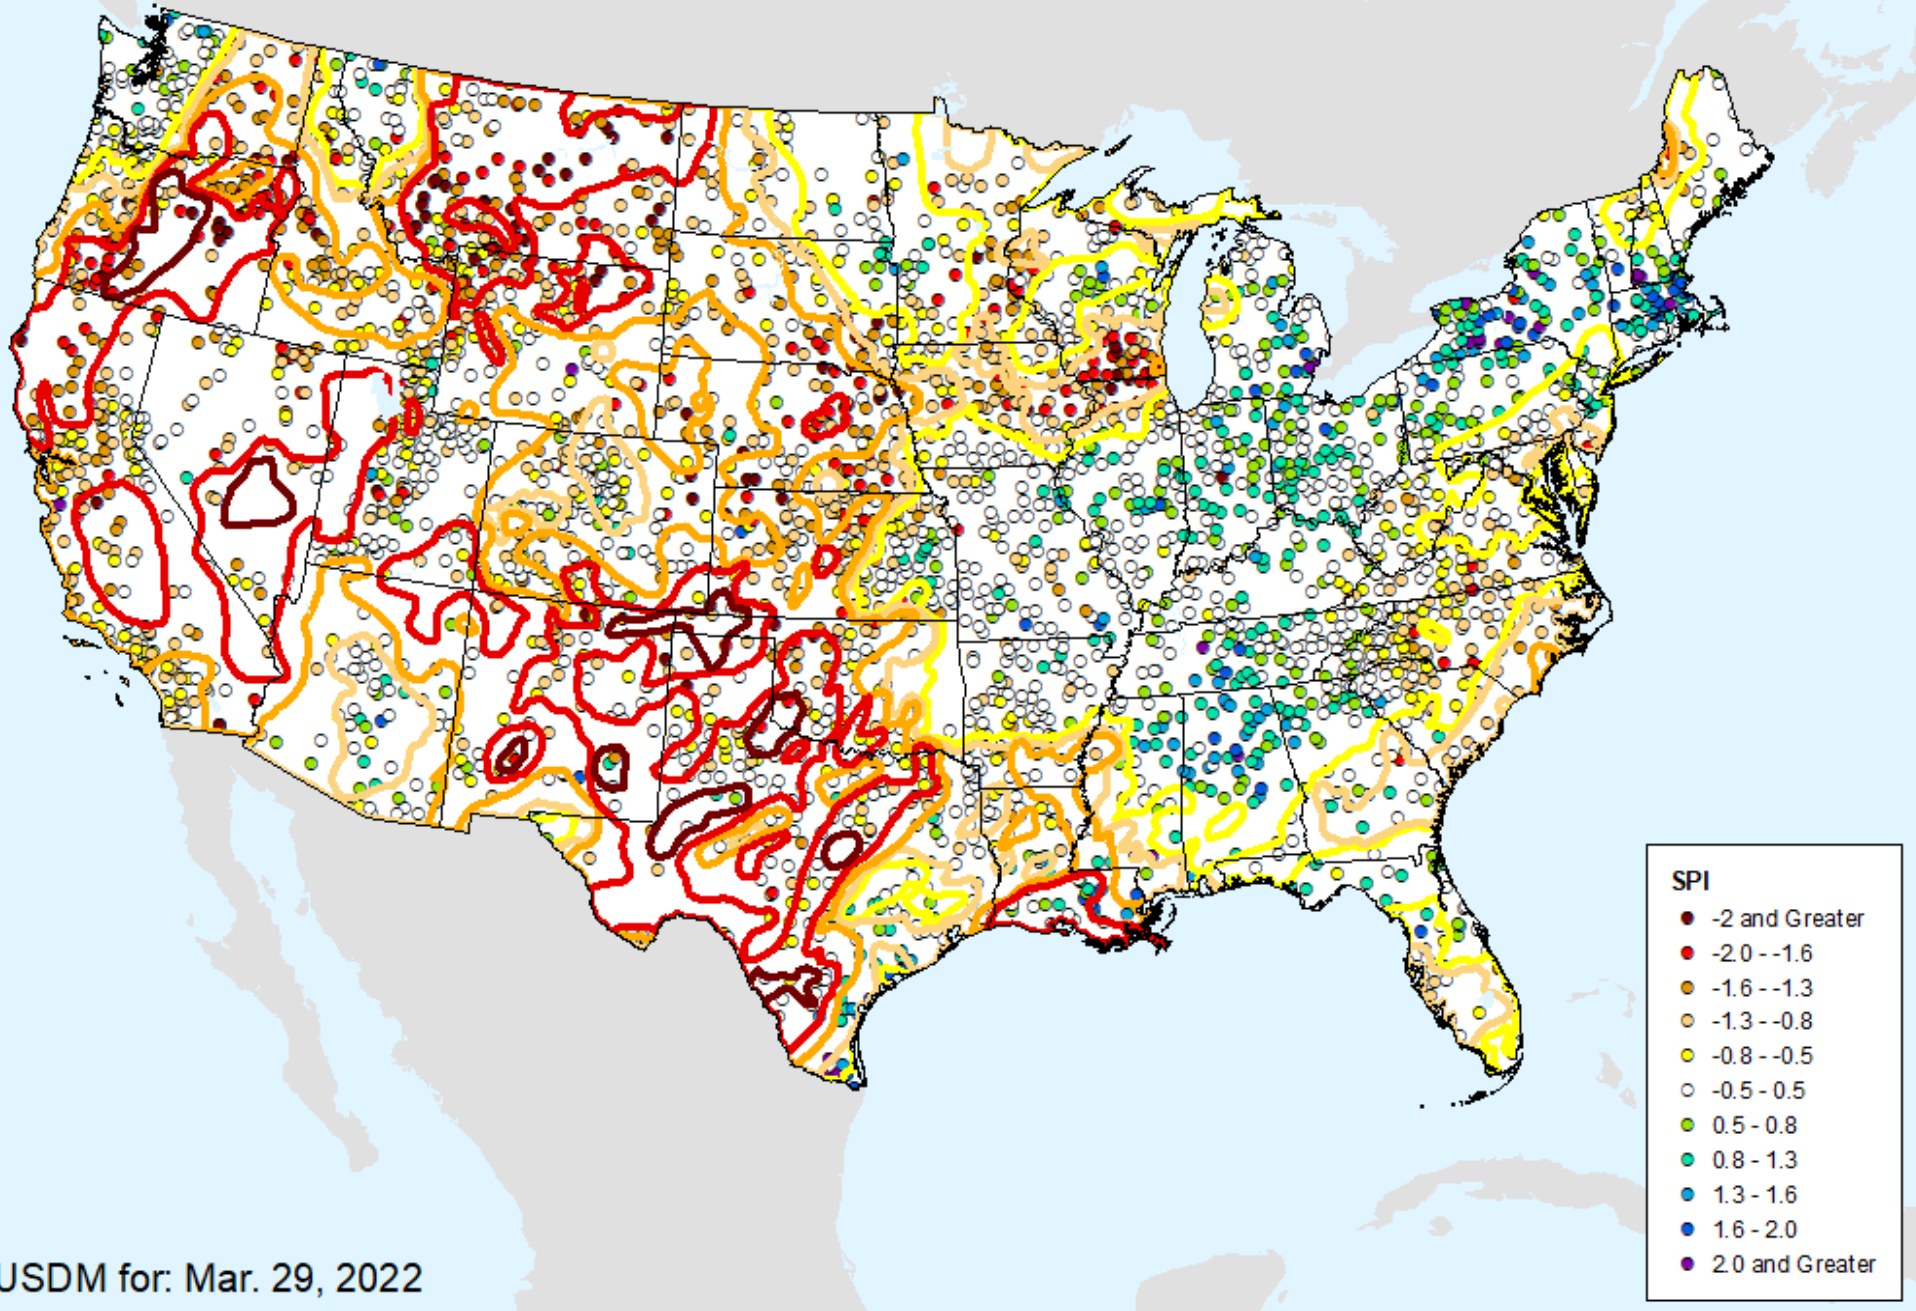 SPI
-2 and Greater
-2.0 - -1.6
-1.6 - -1.3
-1.3 - -0.8
-0.8 - -0.5
-0.5 - 0.5
0.5 - 0.8
0.8 - 1.3
1.3 - 1.6
1.6 - 2.0
2.0 and Greater
USDM for: Mar. 29, 2022